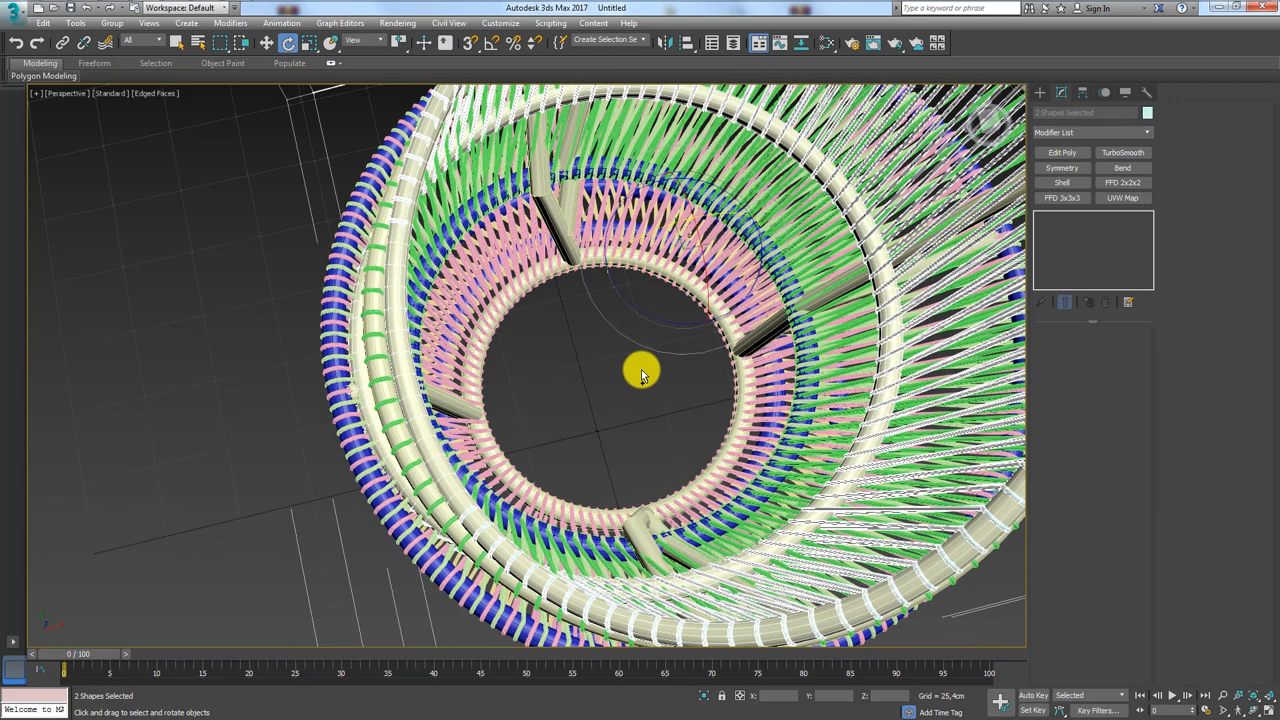 Workspace: Default
Autodesk 3ds Max 2017 Untitled
Type a keyword or phrase
Sign In
Edit Tools Group Views Create Modifiers Animation Graph Editors Rendering Civil View Customize Scripting Content Help
All
View
Create Selection Se
Modeling Freeform Selection Object Paint Populate
Polygon Modeling
[+] [Perspective] [Standard] [Edged Faces]
2 Shapes Selected
Modifier List
Edit Poly TurboSmooth
Symmetry Bend
Shell FFD 2x2x2
FFD 3x3x3 UVW Map
0 / 100
0 5 10 15 20 25 30 35 40 45 50 55 60 65 70 75 80 85 90 95 100
2 Shapes Selected X: Y: Z: Grid = 25,4cm Auto Key Selected
Welcome to M Click and drag to select and rotate objects Add Time Tag Set Key Key Filters... 0